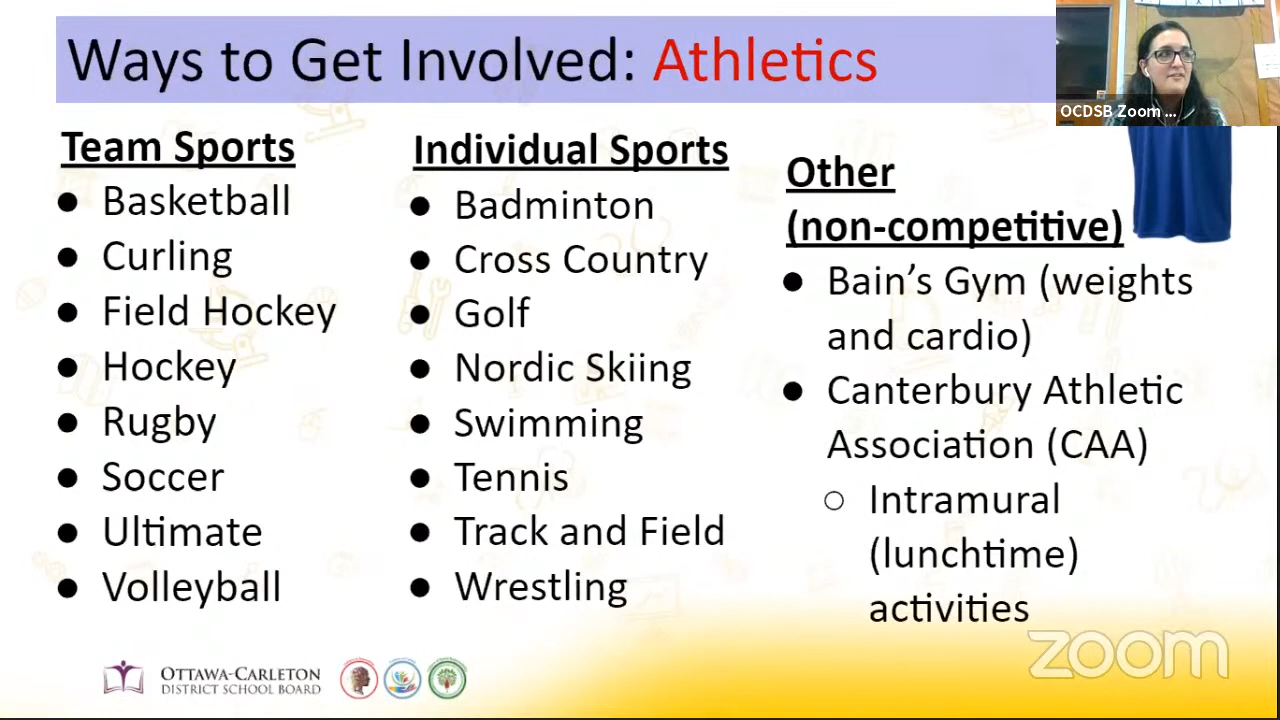 Ways to Get Involved: Athletics
OCDSB Zoom ...
Team Sports
● Basketball
● Curling
● Field Hockey
● Hockey
● Rugby
● Soccer
● Ultimate
● Volleyball
Individual Sports
● Badminton
● Cross Country
● Golf
● Nordic Skiing
● Swimming
● Tennis
● Track and Field
● Wrestling
Other
(non-competitive)
● Bain’s Gym (weights
and cardio)
● Canterbury Athletic
Association (CAA)
○ Intramural
(lunchtime)
activities
OTTAWA-CARLETON
DISTRICT SCHOOL BOARD
zoom